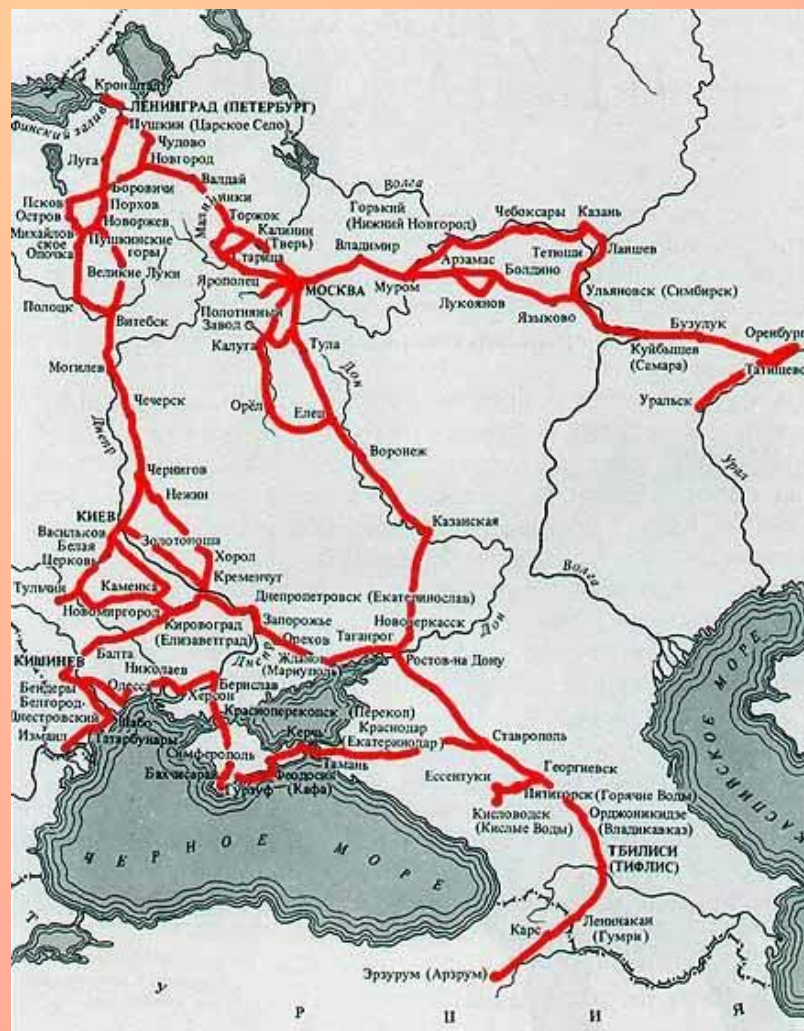 Кронштадт
ЛЕНИНГРАД (ПЕТЕРБУРГ)
Финский залив
Пушкин (Царское Село)
Чудово
Луга
Новгород
Валдай
Волга
Боровичи
Псков
Порхов
Остров
Новоржев
Торжок
Калинин
(Тверь)
Горький
(Нижний Новгород)
Чебоксары
Казань
Михайлов
ское
Пушкинские
горы
Опочка
Старица
Владимир
Арзамас
Тетюши
Лаишев
Болдино
Великие Луки
Ярополец
МОСКВА
Муром
Лукоянов
Ульяновск (Симбирск)
Полоцк
Витебск
Полотняный
Завод
Языково
Бузулук
Оренбург
Калуга
Тула
Дон
Куйбышев
(Самара)
Татищево
Могилев
Уральск
Чечерск
Орёл
Елец
Днепр
Воронеж
Урал
Чернигов
Нежин
КИЕВ
Казанская
Васильков
Золотоноша
Белая
Церковь
Хорол
Волга
Тульчин
Каменка
Кременчуг
Днепропетровск (Екатеринослав)
Новомиргород
Кировоград
(Елизаветград)
Запорожье
Новочеркасск
Дон
Орехов
Таганрог
Балта
Днепр
Жданов
(Мариуполь)
Ростов-на Дону
КИШИНЕВ
Николаев
Бендеры
Одесса
Херсон
Берислав
Белгород-
Днестровский
Шабо
Красноперекопск (Перекоп)
Краснодар
(Екатеринодар)
Измаил
Татарбунары
Керчь
Ставрополь
Симферополь
Тамань
Георгиевск
Бахчисарай
Феодосия
(Кафа)
Гурзуф
Ессентуки
Пятигорск (Горячие Воды)
Кисловодск
(Кислые Воды)
Орджоникидзе
(Владикавказ)
КАСПИЙСКОЕ МОРЕ
ЧЕРНОЕ МОРЕ
ТБИЛИСИ
(ТИФЛИС)
Ленинакан
(Гумри)
Карс
Эрзурум (Арзрум)
Т У Р Ц И Я